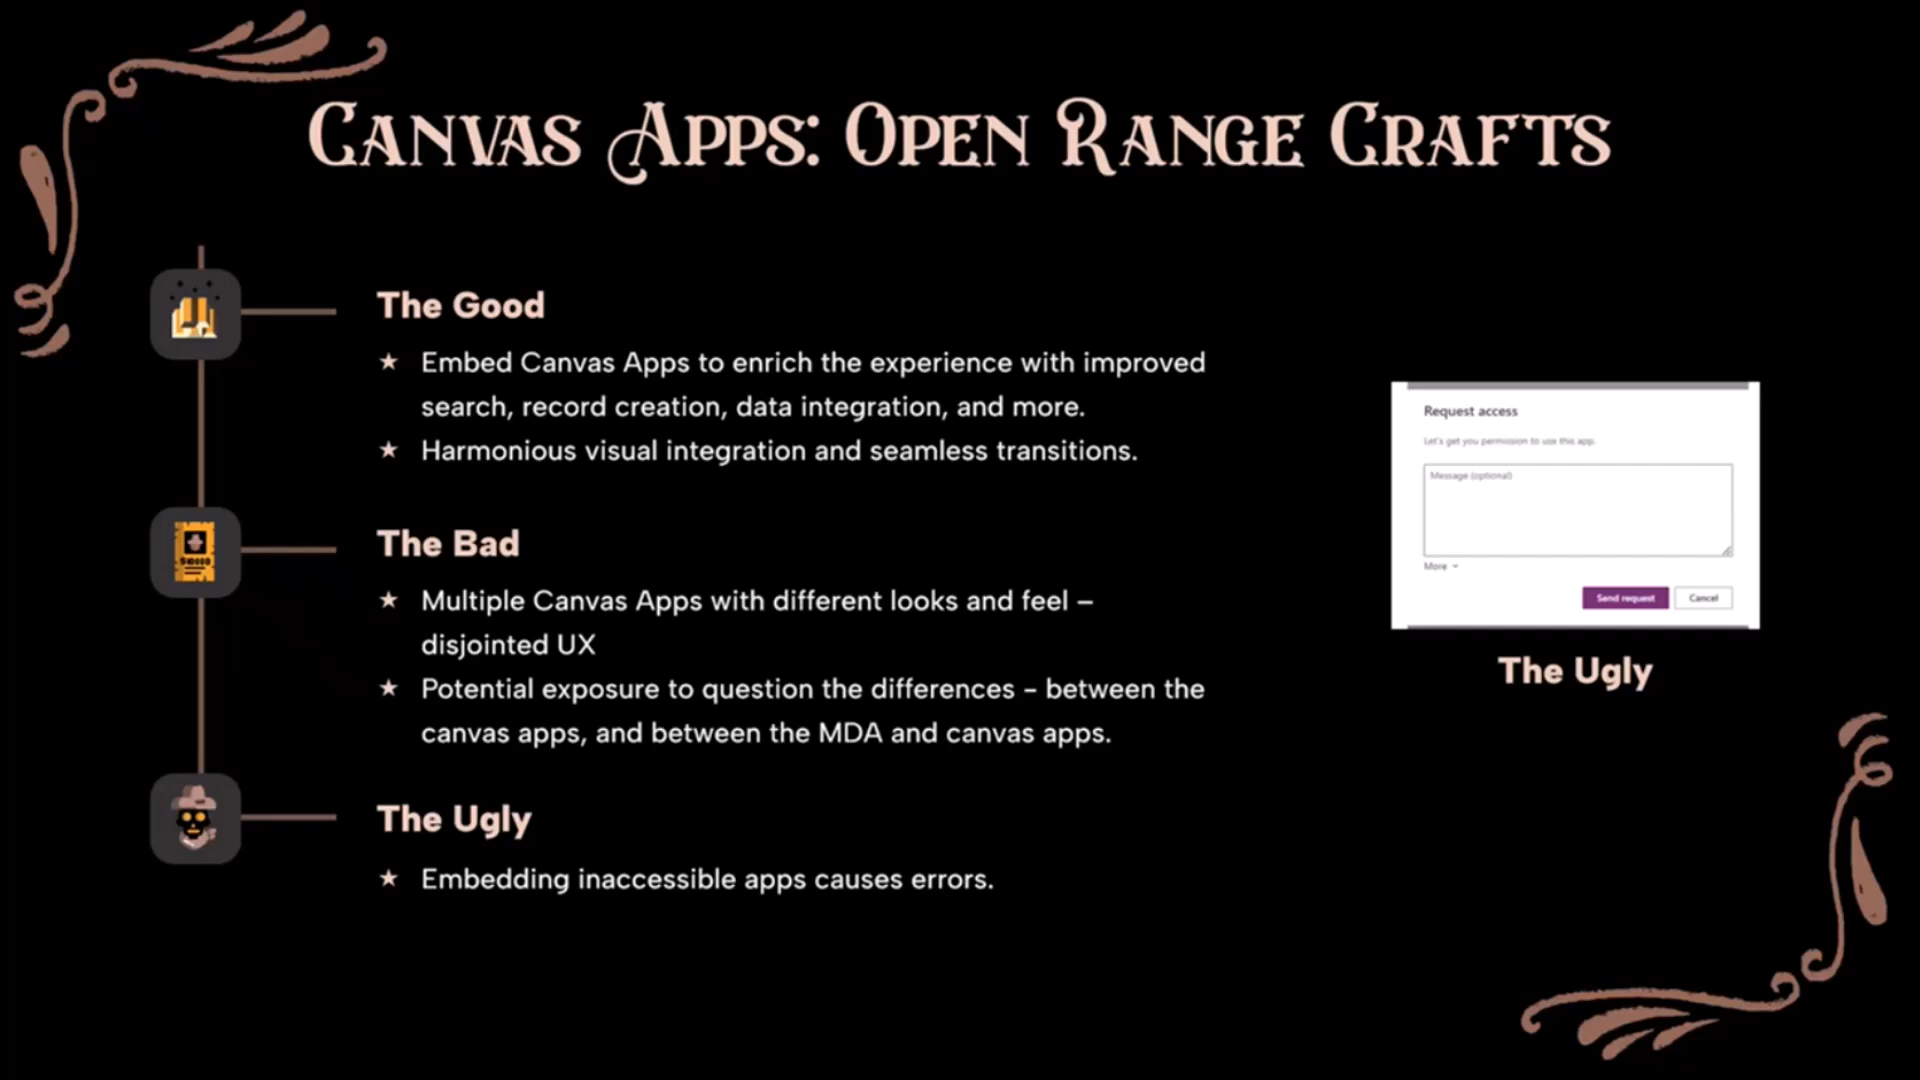 Canvas Apps: Open Range Crafts
The Good
★ Embed Canvas Apps to enrich the experience with improved
search, record creation, data integration, and more.
★ Harmonious visual integration and seamless transitions.
The Bad
★ Multiple Canvas Apps with different looks and feel –
disjointed UX
★ Potential exposure to question the differences - between the
canvas apps, and between the MDA and canvas apps.
The Ugly
★ Embedding inaccessible apps causes errors.
Request access
Let's get you permission to use this app.
Message (optional)
More
Send request
Cancel
The Ugly